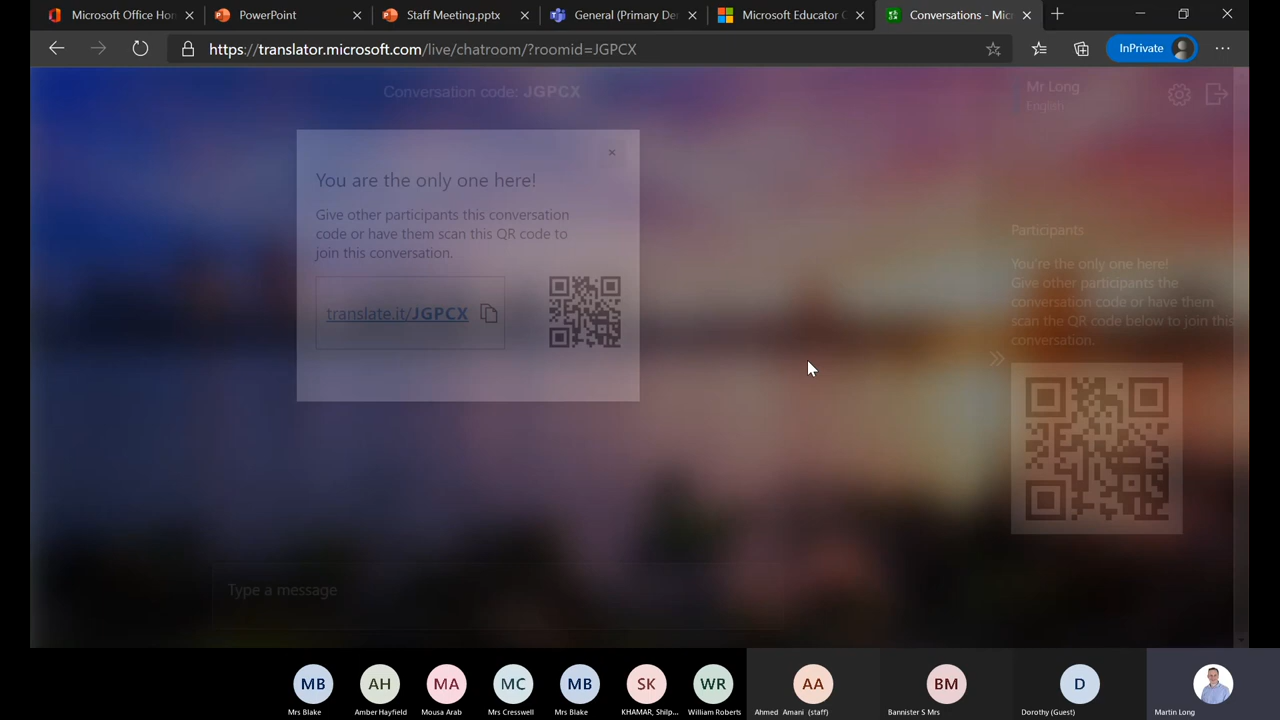 Microsoft Office Hon
PowerPoint
Staff Meeting.pptx
General (Primary De
Microsoft Educator C
Conversations - Mic
https://translator.microsoft.com/live/chatroom/?roomid=JGPCX
InPrivate
Conversation code: JGPCX
Mr Long
English
You are the only one here!
Give other participants this conversation
code or have them scan this QR code to
join this conversation.
translate.it/JGPCX
Participants
You're the only one here!
Give other participants the
conversation code or have them
scan the QR code below to join this
conversation.
Type a message
MB
AH
MA
MC
MB
SK
WR
AA
BM
D
Mrs Blake
Amber Hayfield
Mousa Arab
Mrs Cresswell
Mrs Blake
KHAMAR, Shilp...
William Roberts
Ahmed Amani (staff)
Bannister S Mrs
Dorothy (Guest)
Martin Long